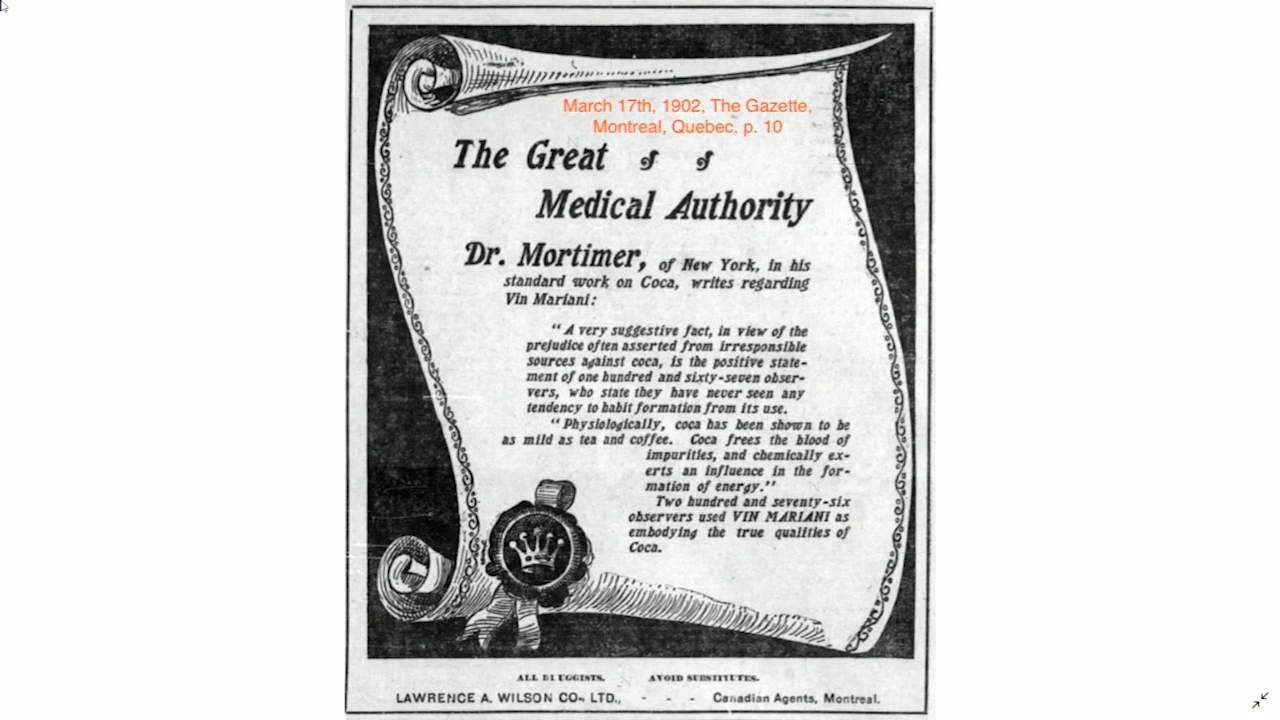 March 17th, 1902, The Gazette,
Montreal, Quebec, p. 10
The Great
Medical Authority
Dr. Mortimer, of New York, in his
standard work on Coca, writes regarding
Vin Mariani:
"A very suggestive fact, in view of the
prejudice often asserted from irresponsible
sources against coca, is the positive state-
ment of one hundred and sixty-seven obser-
vers, who state they have never seen any
tendency to habit formation from its use.
"Physiologically, coca has been shown to be
as mild as tea and coffee. Coca frees the blood of
impurities, and chemically ex-
erts an influence in the for-
mation of energy."
Two hundred and seventy-six
observers used VIN MARIANI as
embodying the true qualities of
Coca.
ALL DRUGGISTS. AVOID SUBSTITUTES.
LAWRENCE A. WILSON CO., LTD., - - - Canadian Agents, Montreal.